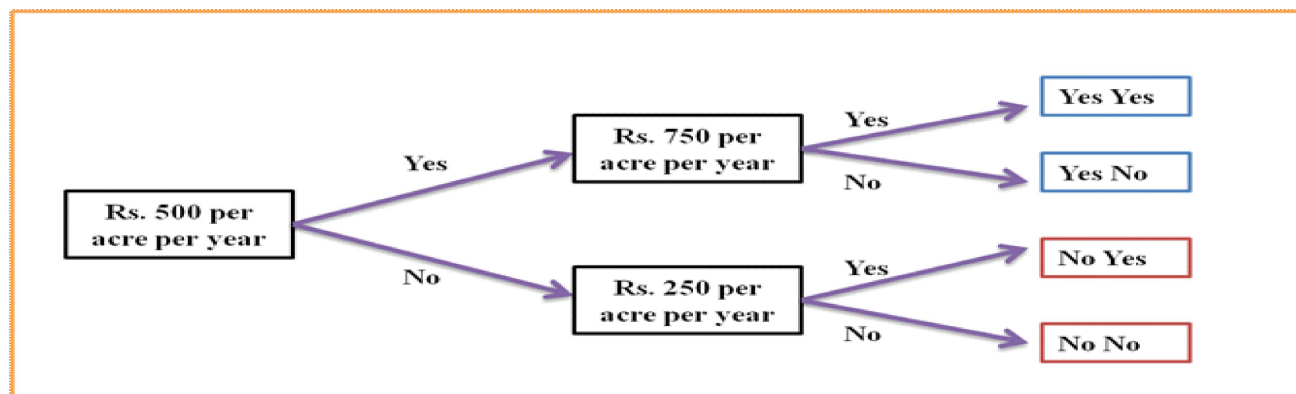 Rs. 500 per
acre per year
Yes
No
Rs. 750 per
acre per year
Yes
No
Yes Yes
Yes No
Rs. 250 per
acre per year
Yes
No
No Yes
No No